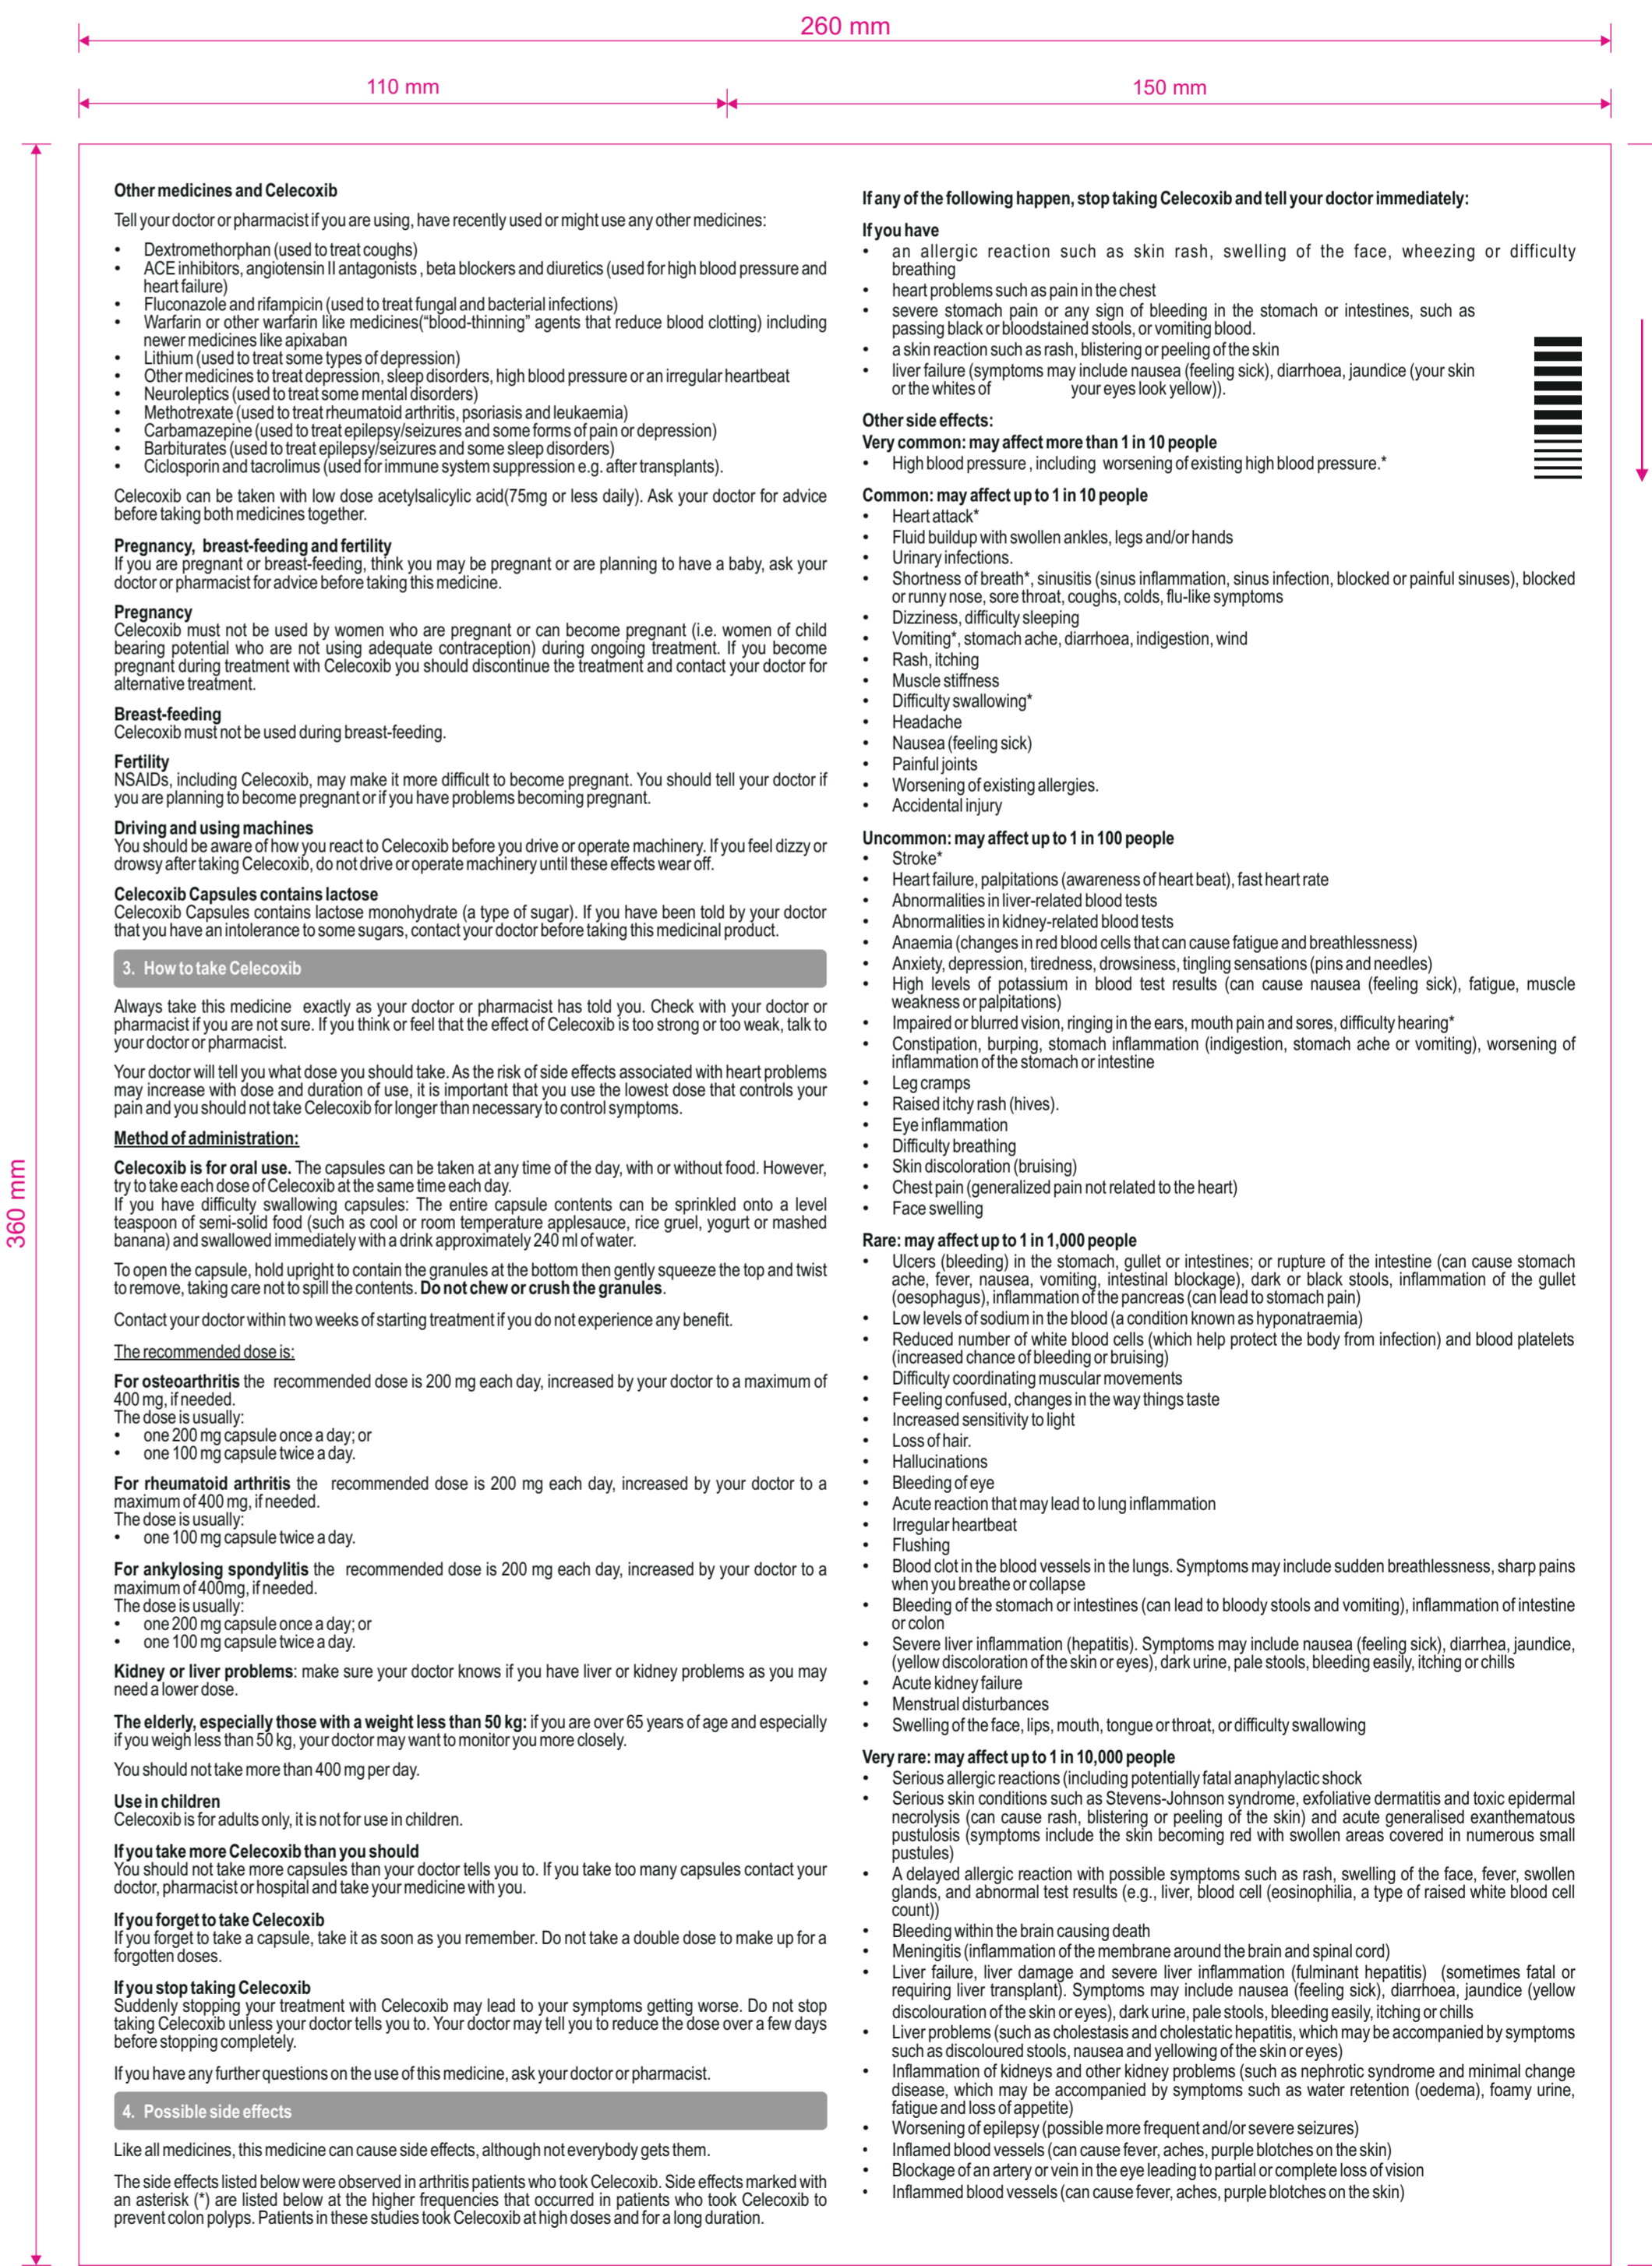 260 mm
110 mm
150 mm
360 mm
Other medicines and Celecoxib
Tell your doctor or pharmacist if you are using, have recently used or might use any other medicines:
• Dextromethorphan (used to treat coughs)
• ACE inhibitors, angiotensin II antagonists , beta blockers and diuretics (used for high blood pressure and
heart failure)
• Fluconazole and rifampicin (used to treat fungal and bacterial infections)
• Warfarin or other warfarin like medicines(“blood-thinning” agents that reduce blood clotting) including
newer medicines like apixaban
• Lithium (used to treat some types of depression)
• Other medicines to treat depression, sleep disorders, high blood pressure or an irregular heartbeat
• Neuroleptics (used to treat some mental disorders)
• Methotrexate (used to treat rheumatoid arthritis, psoriasis and leukaemia)
• Carbamazepine (used to treat epilepsy/seizures and some forms of pain or depression)
• Barbiturates (used to treat epilepsy/seizures and some sleep disorders)
• Ciclosporin and tacrolimus (used for immune system suppression e.g. after transplants).
Celecoxib can be taken with low dose acetylsalicylic acid(75mg or less daily). Ask your doctor for advice
before taking both medicines together.
Pregnancy, breast-feeding and fertility
If you are pregnant or breast-feeding, think you may be pregnant or are planning to have a baby, ask your
doctor or pharmacist for advice before taking this medicine.
Pregnancy
Celecoxib must not be used by women who are pregnant or can become pregnant (i.e. women of child
bearing potential who are not using adequate contraception) during ongoing treatment. If you become
pregnant during treatment with Celecoxib you should discontinue the treatment and contact your doctor for
alternative treatment.
Breast-feeding
Celecoxib must not be used during breast-feeding.
Fertility
NSAIDs, including Celecoxib, may make it more difficult to become pregnant. You should tell your doctor if
you are planning to become pregnant or if you have problems becoming pregnant.
Driving and using machines
You should be aware of how you react to Celecoxib before you drive or operate machinery. If you feel dizzy or
drowsy after taking Celecoxib, do not drive or operate machinery until these effects wear off.
Celecoxib Capsules contains lactose
Celecoxib Capsules contains lactose monohydrate (a type of sugar). If you have been told by your doctor
that you have an intolerance to some sugars, contact your doctor before taking this medicinal product.
3. How to take Celecoxib
Always take this medicine exactly as your doctor or pharmacist has told you. Check with your doctor or
pharmacist if you are not sure. If you think or feel that the effect of Celecoxib is too strong or too weak, talk to
your doctor or pharmacist.
Your doctor will tell you what dose you should take. As the risk of side effects associated with heart problems
may increase with dose and duration of use, it is important that you use the lowest dose that controls your
pain and you should not take Celecoxib for longer than necessary to control symptoms.
Method of administration:
Celecoxib is for oral use. The capsules can be taken at any time of the day, with or without food. However,
try to take each dose of Celecoxib at the same time each day.
If you have difficulty swallowing capsules: The entire capsule contents can be sprinkled onto a level
teaspoon of semi-solid food (such as cool or room temperature applesauce, rice gruel, yogurt or mashed
banana) and swallowed immediately with a drink approximately 240 ml of water.
To open the capsule, hold upright to contain the granules at the bottom then gently squeeze the top and twist
to remove, taking care not to spill the contents. Do not chew or crush the granules.
Contact your doctor within two weeks of starting treatment if you do not experience any benefit.
The recommended dose is:
For osteoarthritis the recommended dose is 200 mg each day, increased by your doctor to a maximum of
400 mg, if needed.
The dose is usually:
• one 200 mg capsule once a day; or
• one 100 mg capsule twice a day.
For rheumatoid arthritis the recommended dose is 200 mg each day, increased by your doctor to a
maximum of 400 mg, if needed.
The dose is usually:
• one 100 mg capsule twice a day.
For ankylosing spondylitis the recommended dose is 200 mg each day, increased by your doctor to a
maximum of 400mg, if needed.
The dose is usually:
• one 200 mg capsule once a day; or
• one 100 mg capsule twice a day.
Kidney or liver problems: make sure your doctor knows if you have liver or kidney problems as you may
need a lower dose.
The elderly, especially those with a weight less than 50 kg: if you are over 65 years of age and especially
if you weigh less than 50 kg, your doctor may want to monitor you more closely.
You should not take more than 400 mg per day.
Use in children
Celecoxib is for adults only, it is not for use in children.
If you take more Celecoxib than you should
You should not take more capsules than your doctor tells you to. If you take too many capsules contact your
doctor, pharmacist or hospital and take your medicine with you.
If you forget to take Celecoxib
If you forget to take a capsule, take it as soon as you remember. Do not take a double dose to make up for a
forgotten doses.
If you stop taking Celecoxib
Suddenly stopping your treatment with Celecoxib may lead to your symptoms getting worse. Do not stop
taking Celecoxib unless your doctor tells you to. Your doctor may tell you to reduce the dose over a few days
before stopping completely.
If you have any further questions on the use of this medicine, ask your doctor or pharmacist.
4. Possible side effects
Like all medicines, this medicine can cause side effects, although not everybody gets them.
The side effects listed below were observed in arthritis patients who took Celecoxib. Side effects marked with
an asterisk (*) are listed below at the higher frequencies that occurred in patients who took Celecoxib to
prevent colon polyps. Patients in these studies took Celecoxib at high doses and for a long duration.
If any of the following happen, stop taking Celecoxib and tell your doctor immediately:
If you have
• an allergic reaction such as skin rash, swelling of the face, wheezing or difficulty
breathing
• heart problems such as pain in the chest
• severe stomach pain or any sign of bleeding in the stomach or intestines, such as
passing black or bloodstained stools, or vomiting blood.
• a skin reaction such as rash, blistering or peeling of the skin
• liver failure (symptoms may include nausea (feeling sick), diarrhoea, jaundice (your skin
or the whites of your eyes look yellow)).
Other side effects:
Very common: may affect more than 1 in 10 people
• High blood pressure , including worsening of existing high blood pressure.*
Common: may affect up to 1 in 10 people
• Heart attack*
• Fluid buildup with swollen ankles, legs and/or hands
• Urinary infections.
• Shortness of breath*, sinusitis (sinus inflammation, sinus infection, blocked or painful sinuses), blocked
or runny nose, sore throat, coughs, colds, flu-like symptoms
• Dizziness, difficulty sleeping
• Vomiting*, stomach ache, diarrhoea, indigestion, wind
• Rash, itching
• Muscle stiffness
• Difficulty swallowing*
• Headache
• Nausea (feeling sick)
• Painful joints
• Worsening of existing allergies.
• Accidental injury
Uncommon: may affect up to 1 in 100 people
• Stroke*
• Heart failure, palpitations (awareness of heart beat), fast heart rate
• Abnormalities in liver-related blood tests
• Abnormalities in kidney-related blood tests
• Anaemia (changes in red blood cells that can cause fatigue and breathlessness)
• Anxiety, depression, tiredness, drowsiness, tingling sensations (pins and needles)
• High levels of potassium in blood test results (can cause nausea (feeling sick), fatigue, muscle
weakness or palpitations)
• Impaired or blurred vision, ringing in the ears, mouth pain and sores, difficulty hearing*
• Constipation, burping, stomach inflammation (indigestion, stomach ache or vomiting), worsening of
inflammation of the stomach or intestine
• Leg cramps
• Raised itchy rash (hives).
• Eye inflammation
• Difficulty breathing
• Skin discoloration (bruising)
• Chest pain (generalized pain not related to the heart)
• Face swelling
Rare: may affect up to 1 in 1,000 people
• Ulcers (bleeding) in the stomach, gullet or intestines; or rupture of the intestine (can cause stomach
ache, fever, nausea, vomiting, intestinal blockage), dark or black stools, inflammation of the gullet
(oesophagus), inflammation of the pancreas (can lead to stomach pain)
• Low levels of sodium in the blood (a condition known as hyponatraemia)
• Reduced number of white blood cells (which help protect the body from infection) and blood platelets
(increased chance of bleeding or bruising)
• Difficulty coordinating muscular movements
• Feeling confused, changes in the way things taste
• Increased sensitivity to light
• Loss of hair.
• Hallucinations
• Bleeding of eye
• Acute reaction that may lead to lung inflammation
• Irregular heartbeat
• Flushing
• Blood clot in the blood vessels in the lungs. Symptoms may include sudden breathlessness, sharp pains
when you breathe or collapse
• Bleeding of the stomach or intestines (can lead to bloody stools and vomiting), inflammation of intestine
or colon
• Severe liver inflammation (hepatitis). Symptoms may include nausea (feeling sick), diarrhea, jaundice,
(yellow discoloration of the skin or eyes), dark urine, pale stools, bleeding easily, itching or chills
• Acute kidney failure
• Menstrual disturbances
• Swelling of the face, lips, mouth, tongue or throat, or difficulty swallowing
Very rare: may affect up to 1 in 10,000 people
• Serious allergic reactions (including potentially fatal anaphylactic shock
• Serious skin conditions such as Stevens-Johnson syndrome, exfoliative dermatitis and toxic epidermal
necrolysis (can cause rash, blistering or peeling of the skin) and acute generalised exanthematous
pustulosis (symptoms include the skin becoming red with swollen areas covered in numerous small
pustules)
• A delayed allergic reaction with possible symptoms such as rash, swelling of the face, fever, swollen
glands, and abnormal test results (e.g., liver, blood cell (eosinophilia, a type of raised white blood cell
count))
• Bleeding within the brain causing death
• Meningitis (inflammation of the membrane around the brain and spinal cord)
• Liver failure, liver damage and severe liver inflammation (fulminant hepatitis) (sometimes fatal or
requiring liver transplant). Symptoms may include nausea (feeling sick), diarrhoea, jaundice (yellow
discolouration of the skin or eyes), dark urine, pale stools, bleeding easily, itching or chills
• Liver problems (such as cholestasis and cholestatic hepatitis, which may be accompanied by symptoms
such as discoloured stools, nausea and yellowing of the skin or eyes)
• Inflammation of kidneys and other kidney problems (such as nephrotic syndrome and minimal change
disease, which may be accompanied by symptoms such as water retention (oedema), foamy urine,
fatigue and loss of appetite)
• Worsening of epilepsy (possible more frequent and/or severe seizures)
• Inflamed blood vessels (can cause fever, aches, purple blotches on the skin)
• Blockage of an artery or vein in the eye leading to partial or complete loss of vision
• Inflammed blood vessels (can cause fever, aches, purple blotches on the skin)